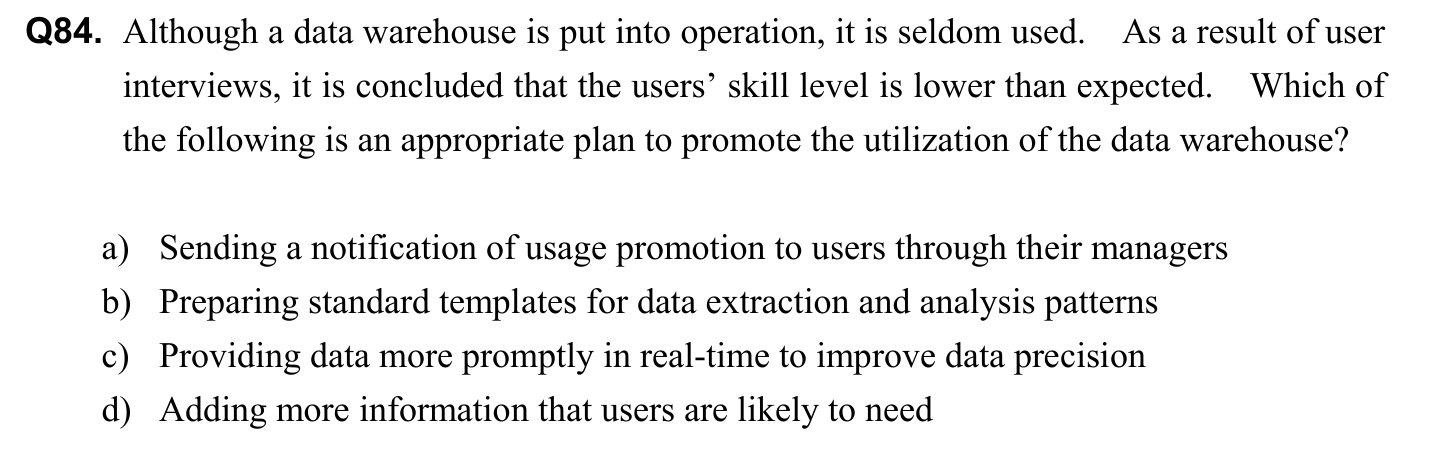 Q84. Although a data warehouse is put into operation, it is seldom used. As a result of user
interviews, it is concluded that the users’ skill level is lower than expected. Which of
the following is an appropriate plan to promote the utilization of the data warehouse?
a) Sending a notification of usage promotion to users through their managers
b) Preparing standard templates for data extraction and analysis patterns
c) Providing data more promptly in real-time to improve data precision
d) Adding more information that users are likely to need